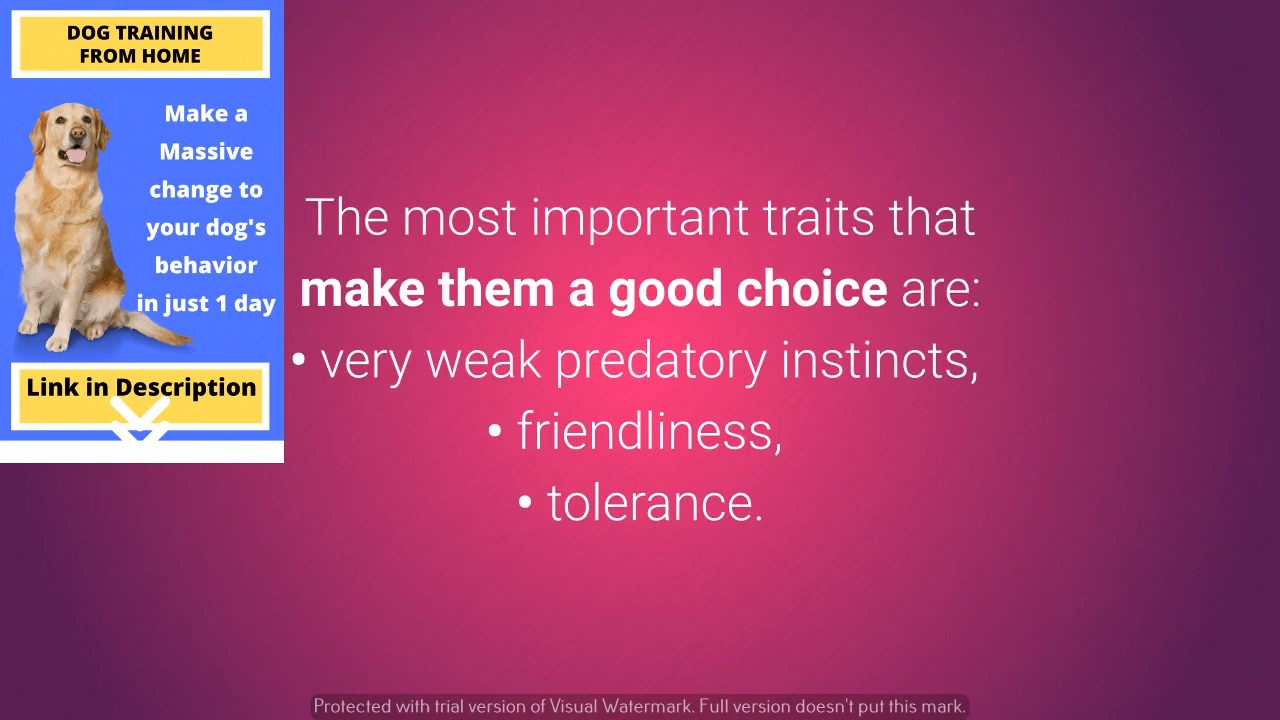 DOG TRAINING
FROM HOME
Make a
Massive
change to
your dog's
behavior
in just 1 day
Link in Description
The most important traits that
make them a good choice are:
• very weak predatory instincts,
• friendliness,
• tolerance.
Protected with trial version of Visual Watermark. Full version doesn't put this mark.